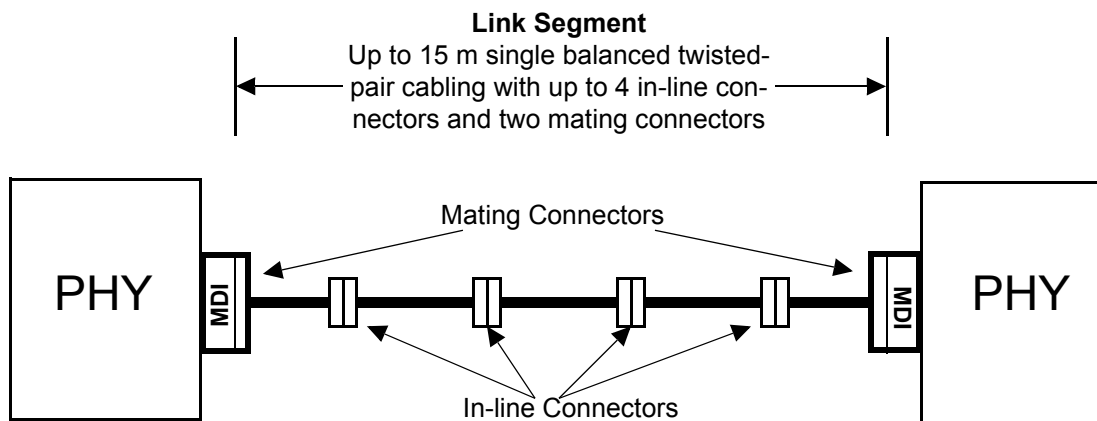 Link Segment
Up to 15 m single balanced twisted-
pair cabling with up to 4 in-line con-
nectors and two mating connectors
Mating Connectors
PHY
MDI
MDI
PHY
In-line Connectors